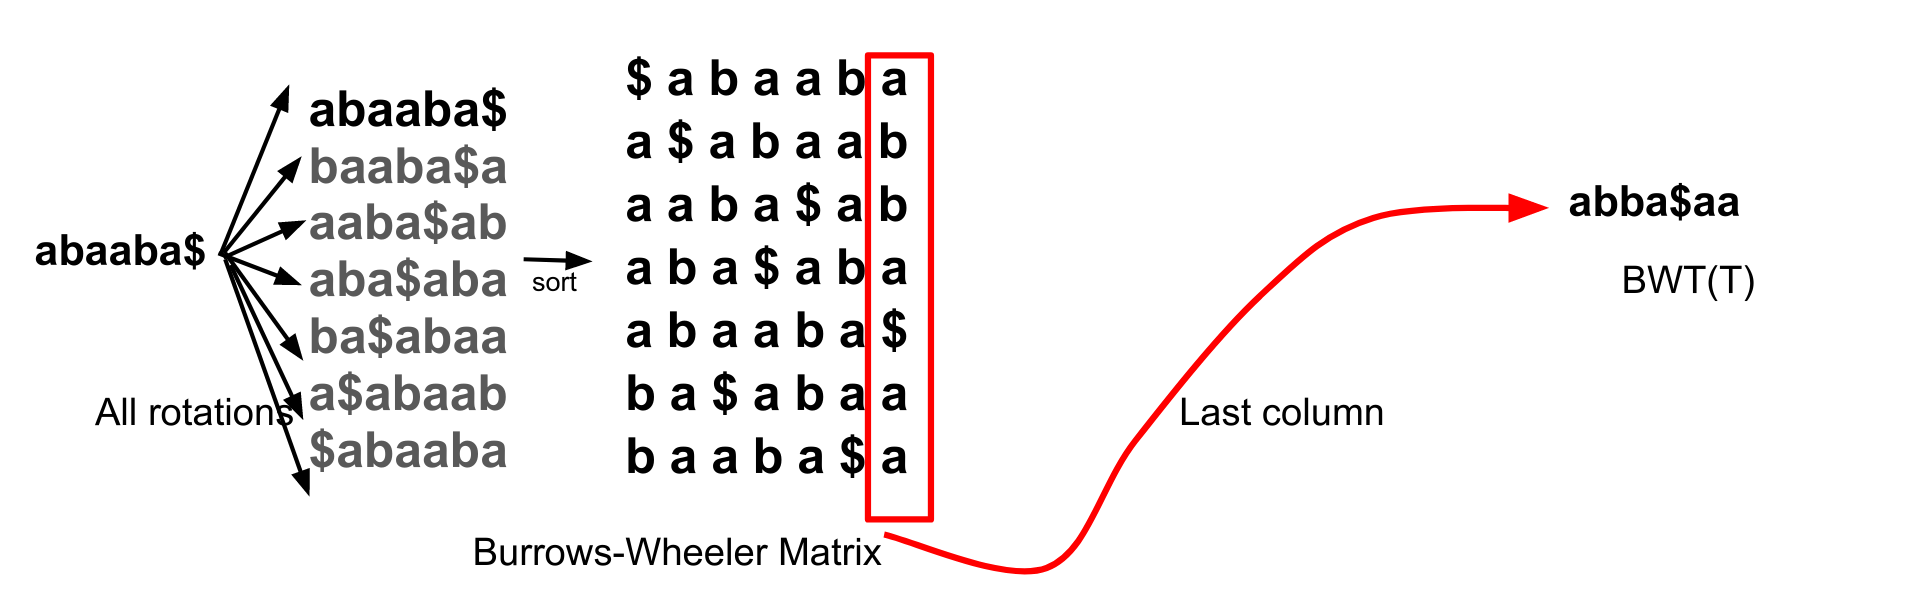 abaaba$
All rotations
abaaba$
baaba$a
aaba$ab
aba$aba
ba$abaa
a$abaab
$abaaba
sort
$ a b a a b a
a $ a b a a b
a a b a $ a b
a b a $ a b a
a b a a b a $
b a $ a b a a
b a a b a $ a
Burrows-Wheeler Matrix
Last column
abba$aa
BWT(T)